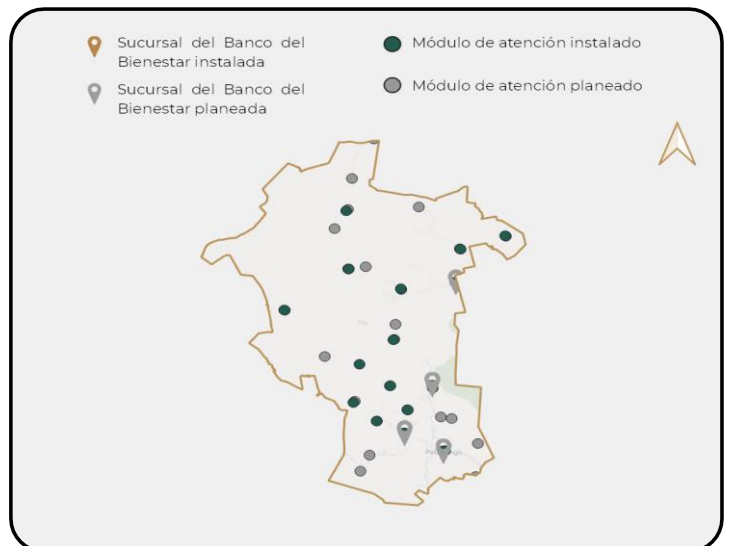 Sucursal del Banco del
Bienestar instalada
Sucursal del Banco del
Bienestar planeada
Módulo de atención instalado
Módulo de atención planeado